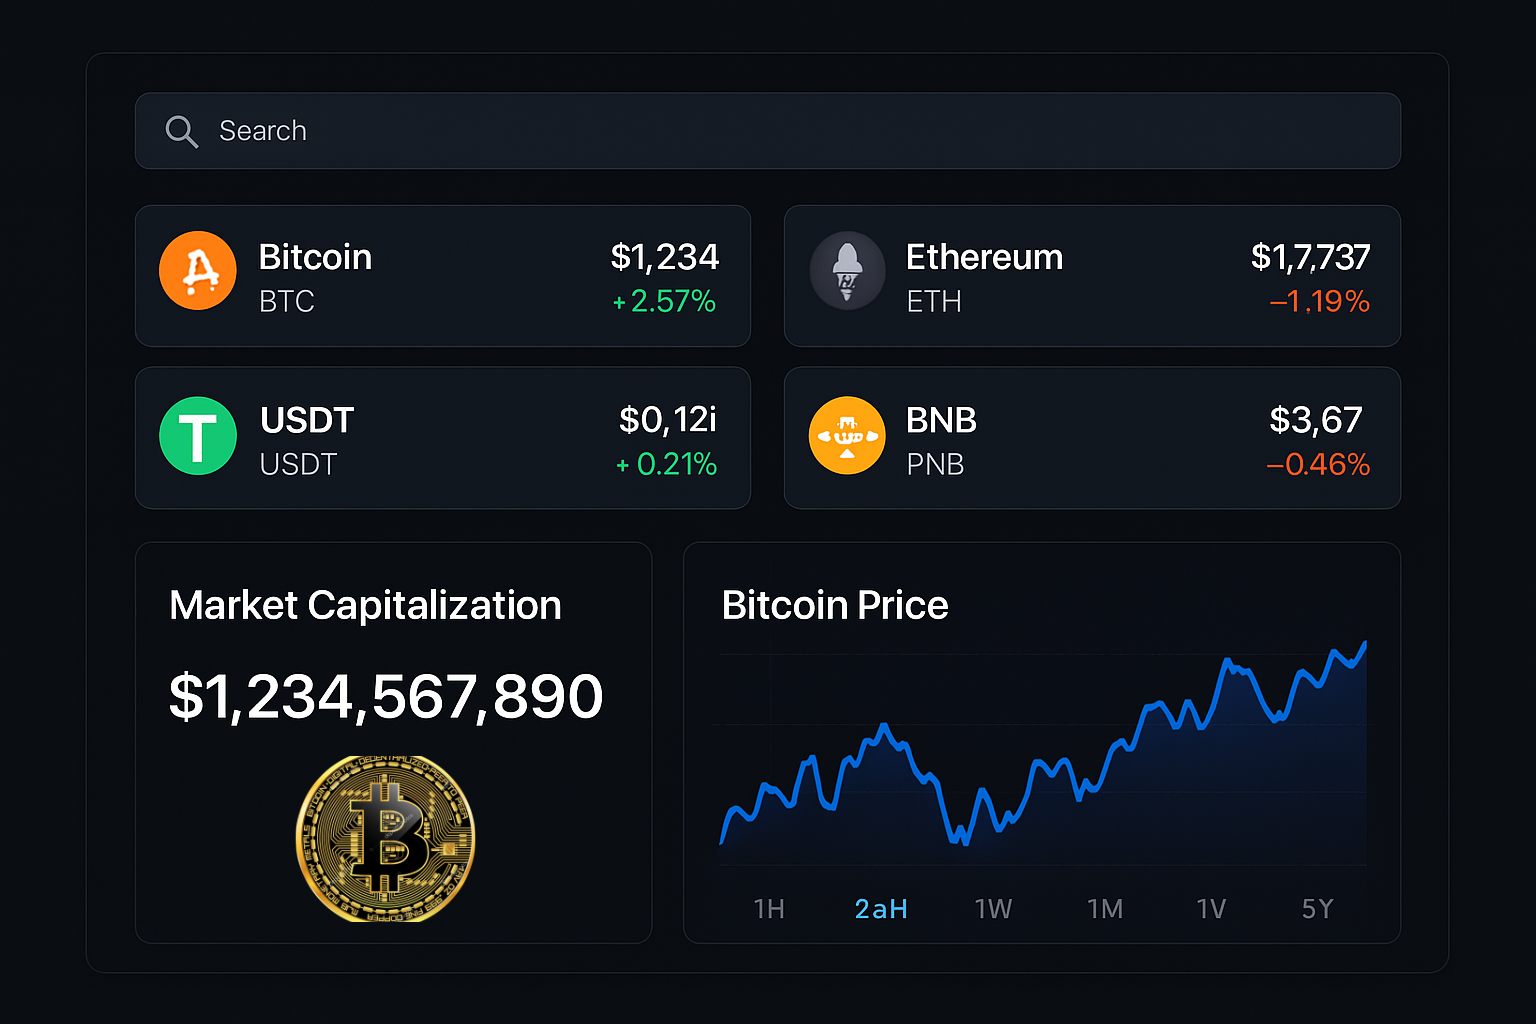 Search
Bitcoin
BTC
$1,234
+2.57%
Ethereum
ETH
$1,7,737
–1.19%
T
USDT
USDT
$0,12i
+ 0.21%
BNB
PNB
$3,67
–0.46%
Market Capitalization
$1,234,567,890
Bitcoin Price
1H 2aH 1W 1M 1V 5Y